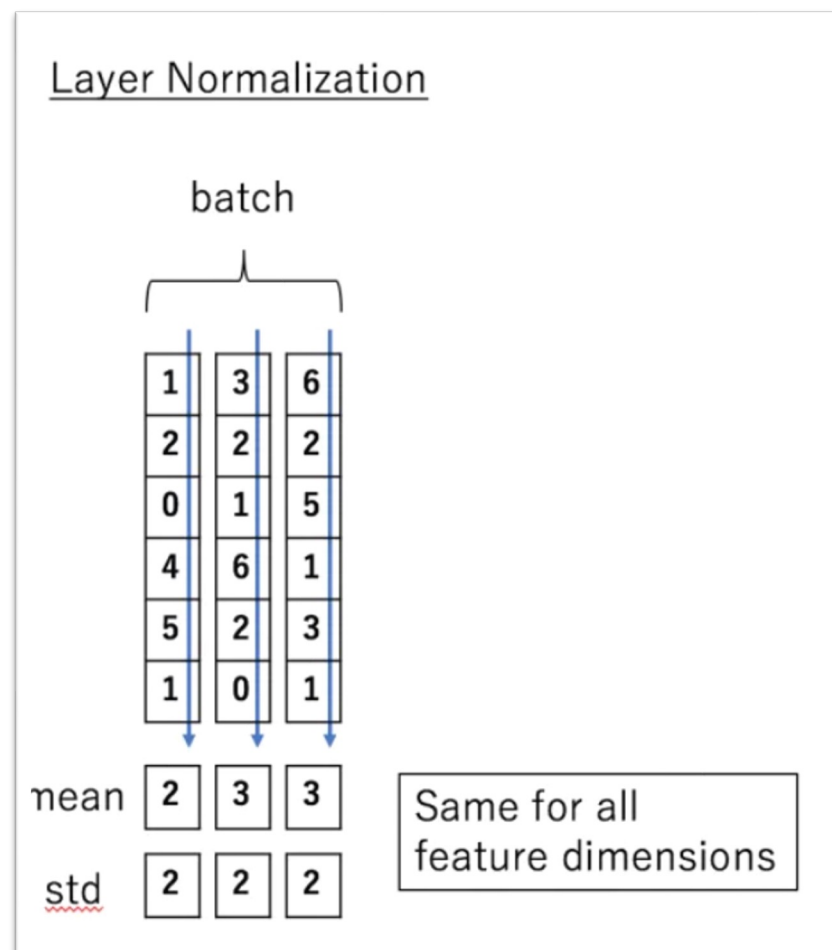 Layer Normalization
batch
1 3 6
2 2 2
0 1 5
4 6 1
5 2 3
1 0 1
mean 2 3 3
Same for all
feature dimensions
std 2 2 2